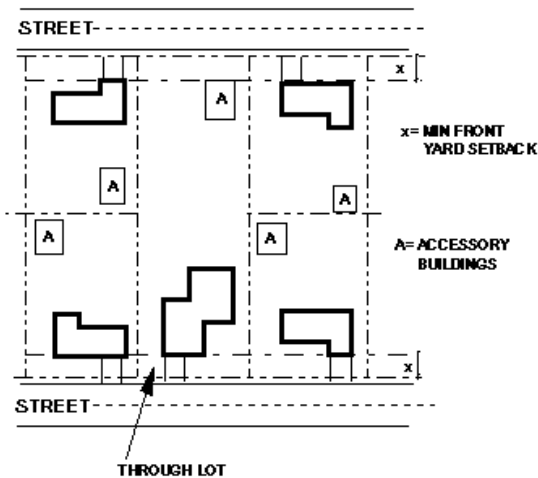 STREET
x
A
x= MIN FRONT
YARD SETBACK
A
A
A
A
A= ACCESSORY
BUILDINGS
x
STREET
THROUGH LOT